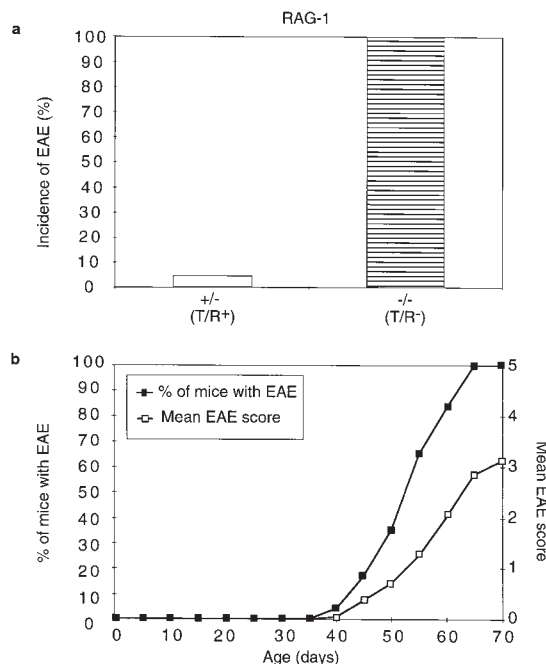 RAG-1
a
Incidence of EAE (%)
100
90
80
70
60
50
40
30
20
10
0
+/-
(T/R+)
-/-
(T/R-)
b
% of mice with EAE
100
90
80
70
60
50
40
30
20
10
0
% of mice with EAE
Mean EAE score
5
4
3
2
1
0
Mean EAE score
0 10 20 30 40 50 60 70
Age (days)